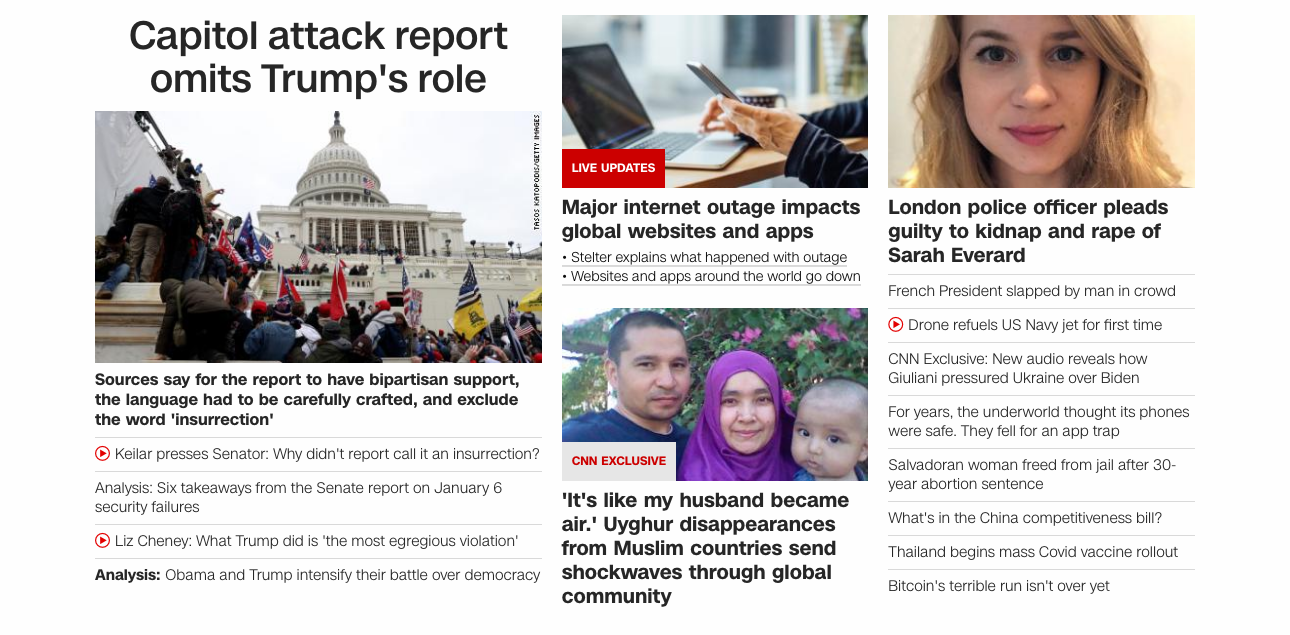 Capitol attack report
omits Trump's role
TASOS KATOPODIS/GETTY IMAGES
Sources say for the report to have bipartisan support,
the language had to be carefully crafted, and exclude
the word 'insurrection'
Keilar presses Senator: Why didn't report call it an insurrection?
Analysis: Six takeaways from the Senate report on January 6
security failures
Liz Cheney: What Trump did is 'the most egregious violation'
Analysis: Obama and Trump intensify their battle over democracy
LIVE UPDATES
Major internet outage impacts
global websites and apps
• Stelter explains what happened with outage
• Websites and apps around the world go down
CNN EXCLUSIVE
'It's like my husband became
air.' Uyghur disappearances
from Muslim countries send
shockwaves through global
community
London police officer pleads
guilty to kidnap and rape of
Sarah Everard
French President slapped by man in crowd
Drone refuels US Navy jet for first time
CNN Exclusive: New audio reveals how
Giuliani pressured Ukraine over Biden
For years, the underworld thought its phones
were safe. They fell for an app trap
Salvadoran woman freed from jail after 30-
year abortion sentence
What's in the China competitiveness bill?
Thailand begins mass Covid vaccine rollout
Bitcoin's terrible run isn't over yet